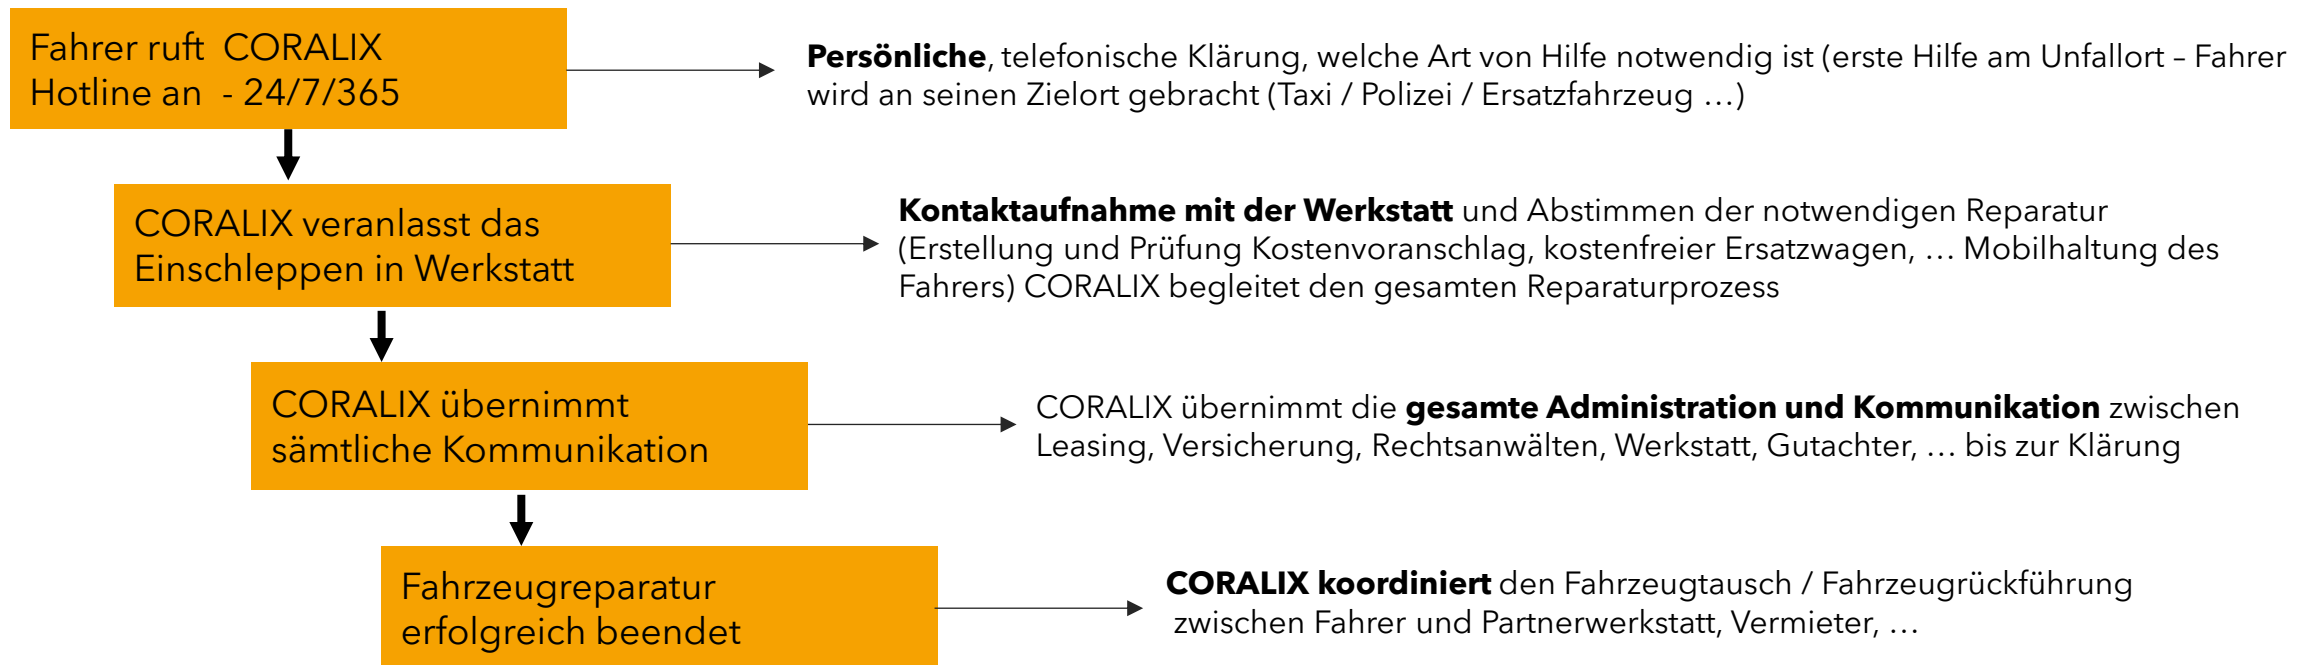 Fahrer ruft CORALIX
Hotline an - 24/7/365
Persönliche, telefonische Klärung, welche Art von Hilfe notwendig ist (erste Hilfe am Unfallort – Fahrer
wird an seinen Zielort gebracht (Taxi / Polizei / Ersatzfahrzeug …)
CORALIX veranlasst das
Einschleppen in Werkstatt
Kontaktaufnahme mit der Werkstatt und Abstimmen der notwendigen Reparatur
(Erstellung und Prüfung Kostenvoranschlag, kostenfreier Ersatzwagen, … Mobilhaltung des
Fahrers) CORALIX begleitet den gesamten Reparaturprozess
CORALIX übernimmt
sämtliche Kommunikation
CORALIX übernimmt die gesamte Administration und Kommunikation zwischen
Leasing, Versicherung, Rechtsanwälten, Werkstatt, Gutachter, … bis zur Klärung
Fahrzeugreparatur
erfolgreich beendet
CORALIX koordiniert den Fahrzeugtausch / Fahrzeugrückführung
zwischen Fahrer und Partnerwerkstatt, Vermieter, …